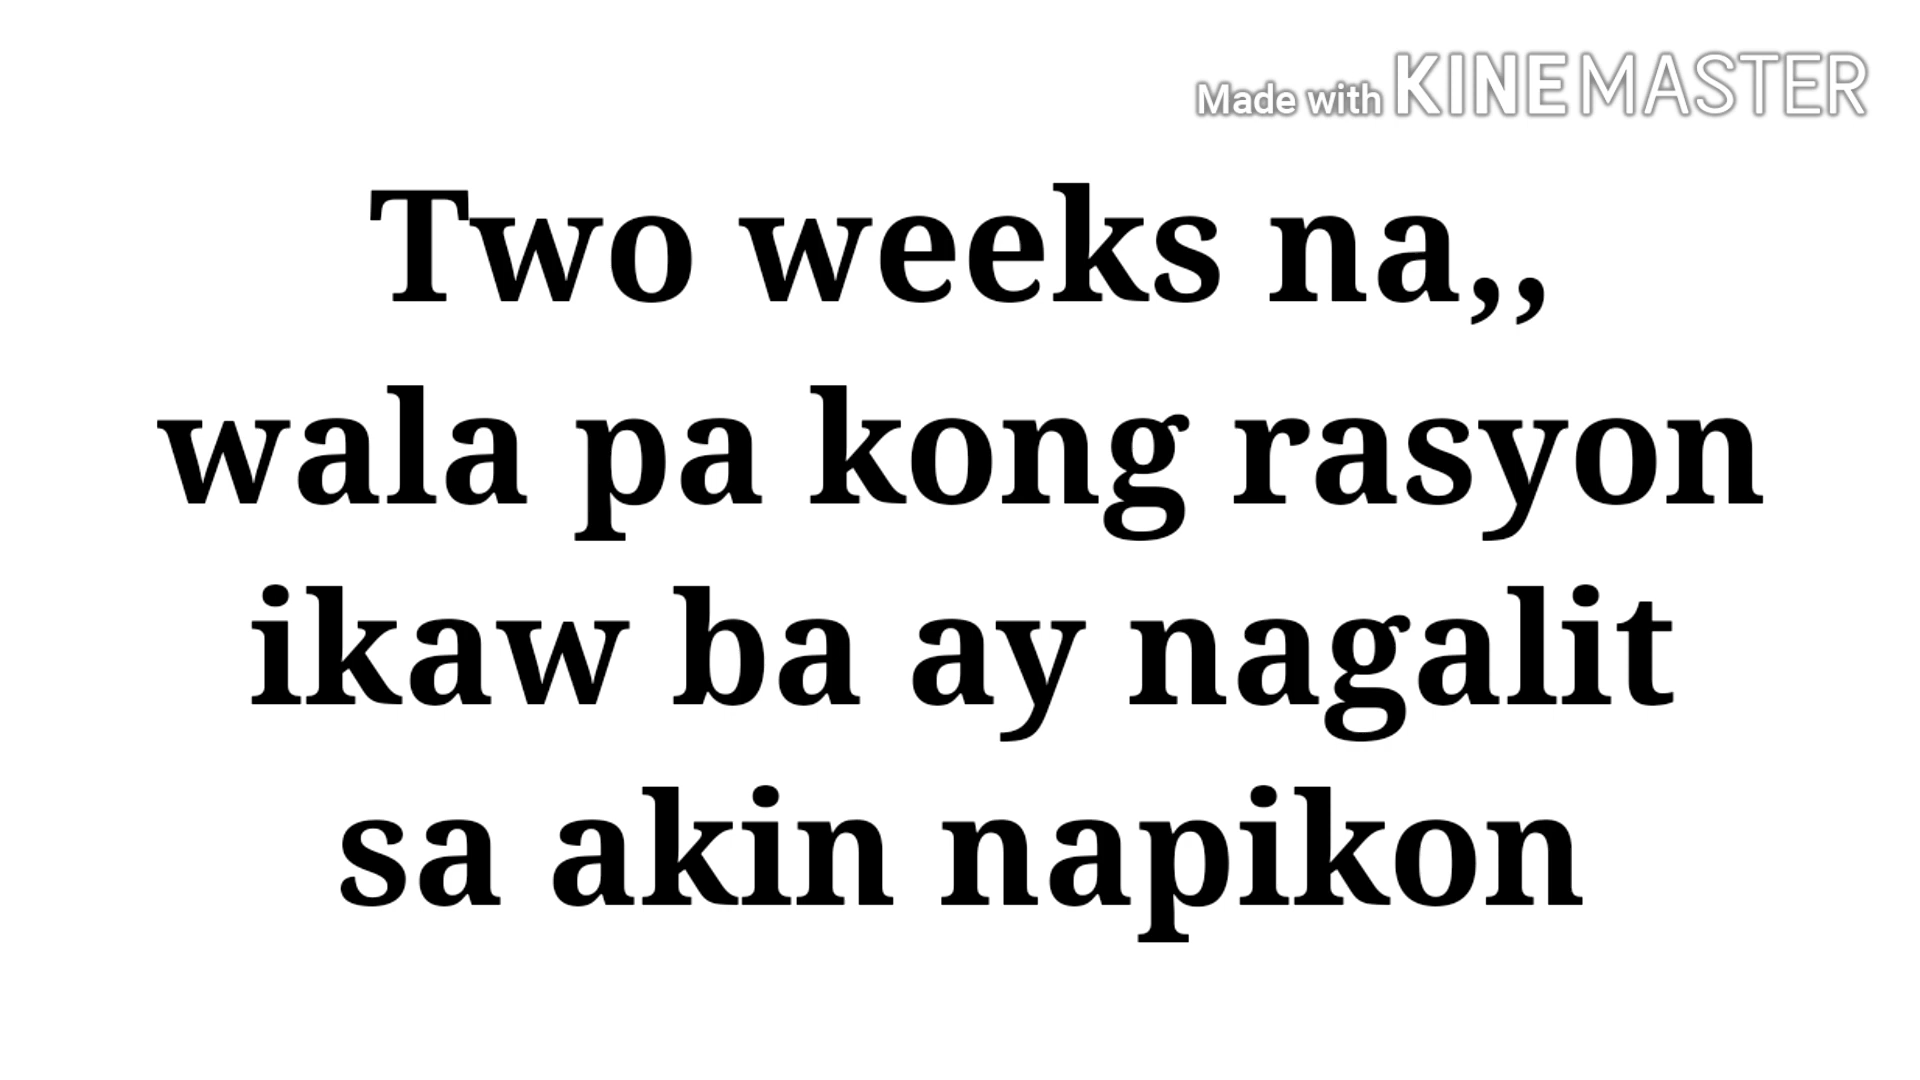 Made with KINEMASTER
Two weeks na,,
wala pa kong rasyon
ikaw ba ay nagalit
sa akin napikon